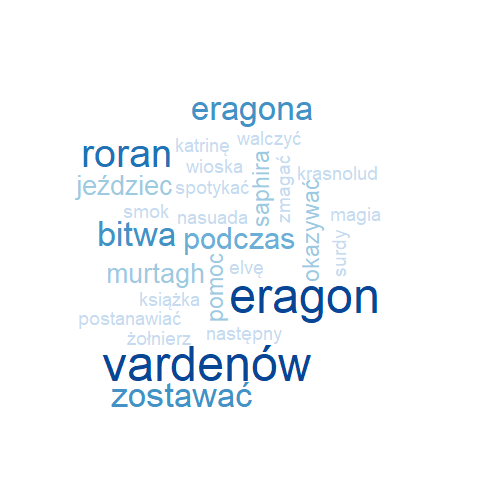 eragona
walczyć
katrinę
roran
wioska
krasnolud
saphira
zmagać
jeździec
spotykać
okazywać
smok
nasuada
magia
bitwa
podczas
surdy
elvę
murtagh
pomoc
książka
eragon
postanawiać
następny
żołnierz
vardenów
zostawać